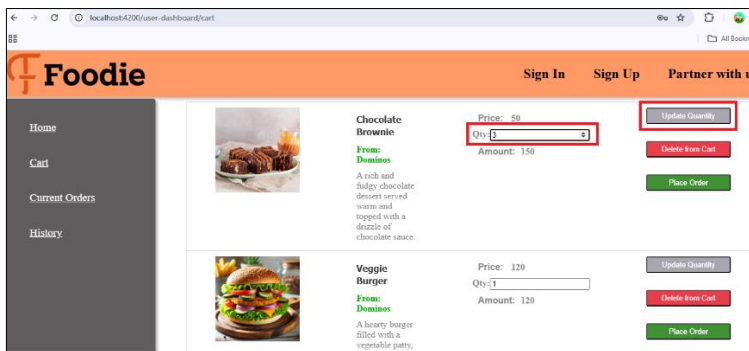 localhost:4200/user-dashboard/cart
All Bookm
Foodie
Sign In
Sign Up
Partner with u
Home
Cart
Current Orders
History
Chocolate
Brownie
From:
Dominos
A rich and
fudgy chocolate
dessert served
warm and
topped with a
drizzle of
chocolate sauce.
Price: 50
Qty: 3
Amount: 150
Update Quantity
Delete from Cart
Place Order
Veggie
Burger
From:
Dominos
A hearty burger
filled with a
vegetable patty,
Price: 120
Qty: 1
Amount: 120
Update Quantity
Delete from Cart
Place Order